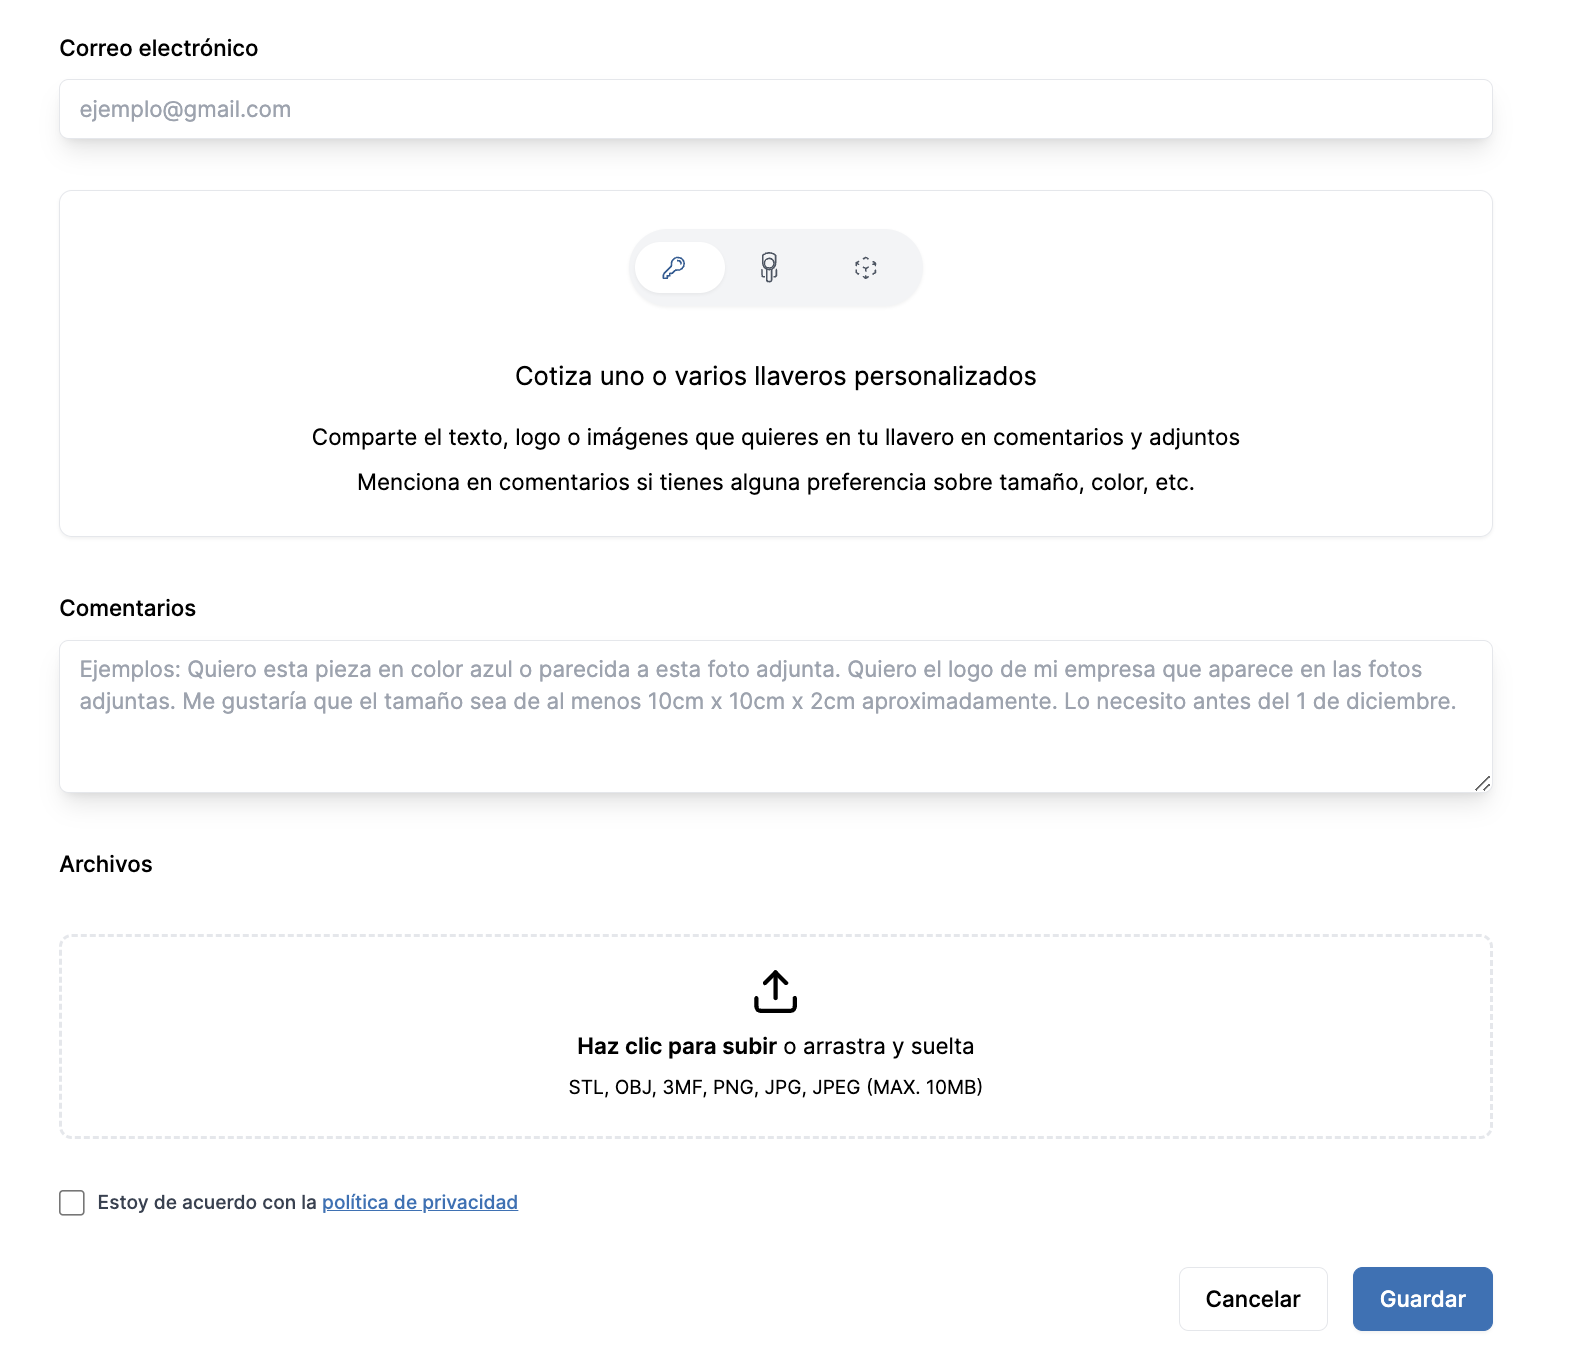 Correo electrónico
ejemplo@gmail.com
Cotiza uno o varios llaveros personalizados
Comparte el texto, logo o imágenes que quieres en tu llavero en comentarios y adjuntos
Menciona en comentarios si tienes alguna preferencia sobre tamaño, color, etc.
Comentarios
Ejemplos: Quiero esta pieza en color azul o parecida a esta foto adjunta. Quiero el logo de mi empresa que aparece en las fotos
adjuntas. Me gustaría que el tamaño sea de al menos 10cm x 10cm x 2cm aproximadamente. Lo necesito antes del 1 de diciembre.
Archivos
Haz clic para subir o arrastra y suelta
STL, OBJ, 3MF, PNG, JPG, JPEG (MAX. 10MB)
Estoy de acuerdo con la política de privacidad
Cancelar
Guardar